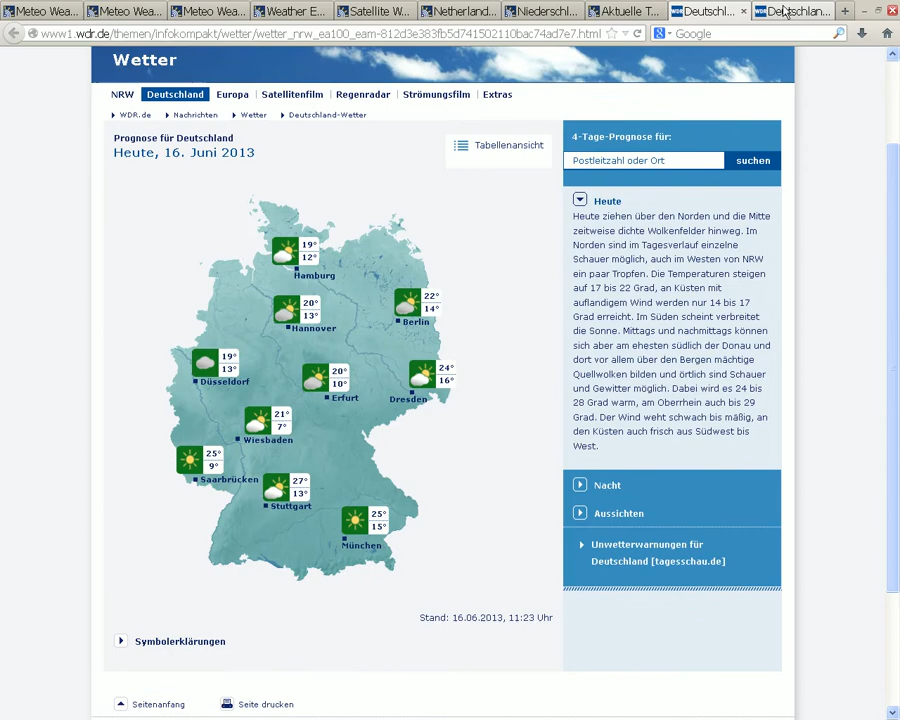 Meteo Wea...
Meteo Wea...
Meteo Wea...
Weather E...
Satellite W...
Netherland...
Niederschl...
Aktuelle T...
Deutschl...
Deutschlan...
www1.wdr.de/themen/infokompakt/wetter/wetter_nrw_ea100_eam-812d3e383fb5d741502110bac74ad7e7.html
Google
Wetter
NRW Deutschland Europa Satellitenfilm Regenradar Strömungsfilm Extras
WDR.de Nachrichten Wetter Deutschland-Wetter
Prognose für Deutschland
Heute, 16. Juni 2013
Tabellenansicht
19°
12°
Hamburg
20°
13°
Hannover
22°
14°
Berlin
19°
13°
Düsseldorf
20°
10°
Erfurt
24°
16°
Dresden
21°
7°
Wiesbaden
25°
9°
Saarbrücken
27°
13°
Stuttgart
25°
15°
München
Stand: 16.06.2013, 11:23 Uhr
Symbolerklärungen
4-Tage-Prognose für:
Postleitzahl oder Ort
suchen
Heute
Heute ziehen über den Norden und die Mitte
zeitweise dichte Wolkenfelder hinweg. Im
Norden sind im Tagesverlauf einzelne
Schauer möglich, auch im Westen von NRW
ein paar Tropfen. Die Temperaturen steigen
auf 17 bis 22 Grad, an Küsten mit
auflandigem Wind werden nur 14 bis 17
Grad erreicht. Im Süden scheint verbreitet
die Sonne. Mittags und nachmittags können
sich aber am ehesten südlich der Donau und
dort vor allem über den Bergen mächtige
Quellwolken bilden und örtlich sind Schauer
und Gewitter möglich. Dabei wird es 24 bis
28 Grad warm, am Oberrhein auch bis 29
Grad. Der Wind weht schwach bis mäßig, an
den Küsten auch frisch aus Südwest bis
West.
Nacht
Aussichten
Unwetterwarnungen für
Deutschland [tagesschau.de]
Seitenanfang
Seite drucken